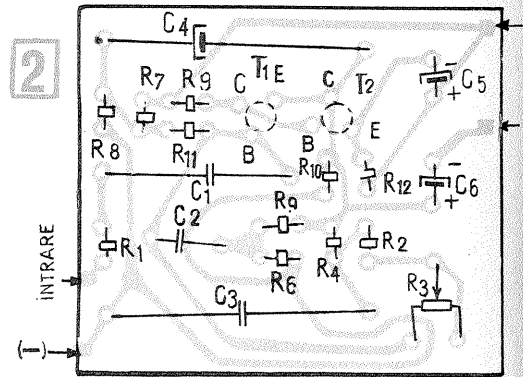 2
C4
R7 R9 C T1 E C T2 C5
- +
R8 R11 B B E
R10 R12 - C6
+
C1
R9
C2
R1 R6 R4 R2
INTRARE
R3
C3
(-)